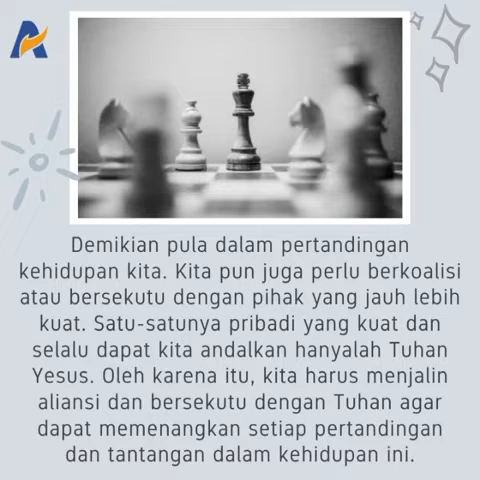 Demikian pula dalam pertandingan
kehidupan kita. Kita pun juga perlu berkoalisi
atau bersekutu dengan pihak yang jauh lebih
kuat. Satu-satunya pribadi yang kuat dan
selalu dapat kita andalkan hanyalah Tuhan
Yesus. Oleh karena itu, kita harus menjalin
aliansi dan bersekutu dengan Tuhan agar
dapat memenangkan setiap pertandingan
dan tantangan dalam kehidupan ini.